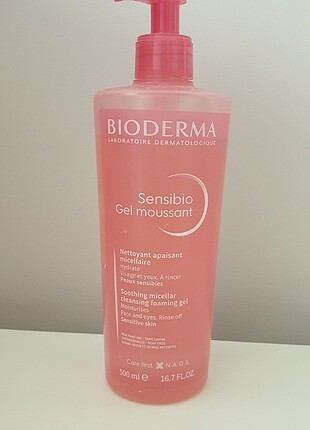 BIODERMA
LABORATOIRE DERMATOLOGIQUE
Sensibio
Gel moussant
Nettoyant apaisant
micellaire
Hydrate
Visage et yeux. À rincer
Peaux sensibles
Soothing micellar
cleansing foaming gel
Moisturises
Face and eyes. Rinse off
Sensitive skin
Care first. NAOS
500 ml e 16.7 FL.OZ.